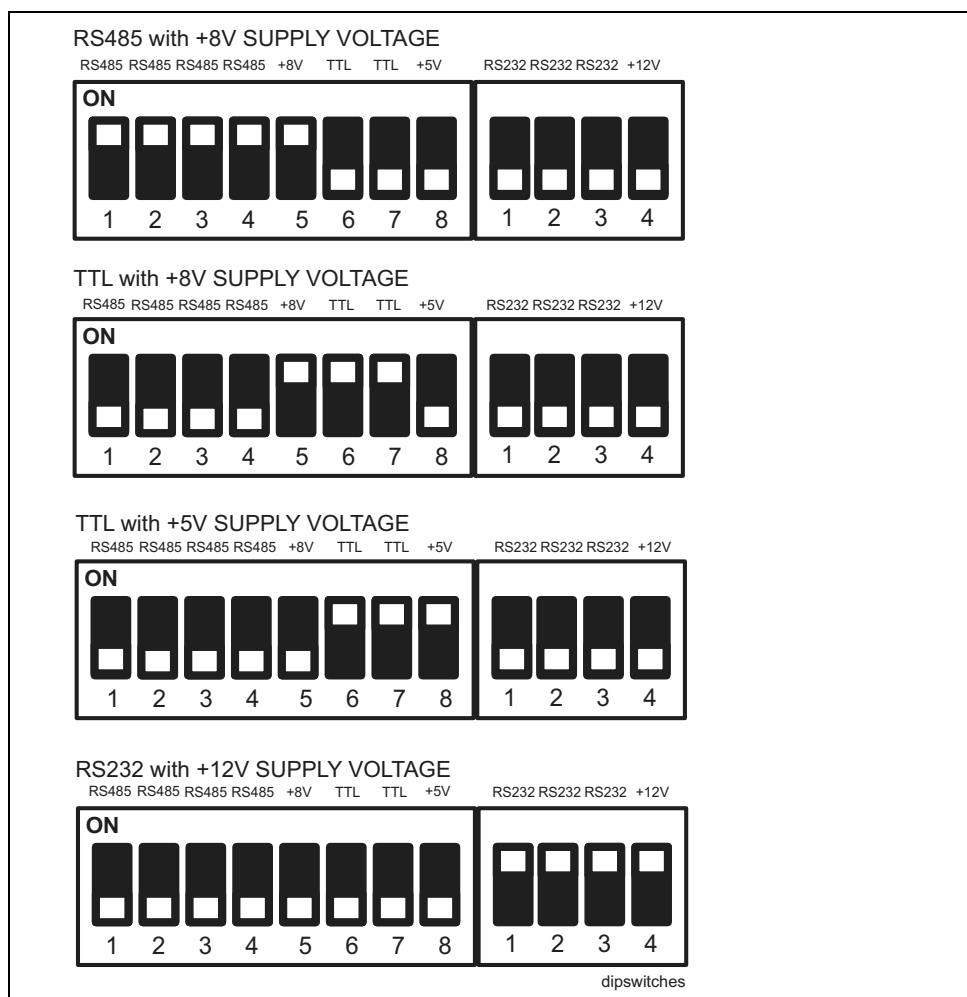 RS485 with +8V SUPPLY VOLTAGE
RS485 RS485 RS485 RS485 +8V TTL TTL +5V RS232 RS232 RS232 +12V
ON
1 2 3 4 5 6 7 8 1 2 3 4
TTL with +8V SUPPLY VOLTAGE
RS485 RS485 RS485 RS485 +8V TTL TTL +5V RS232 RS232 RS232 +12V
ON
1 2 3 4 5 6 7 8 1 2 3 4
TTL with +5V SUPPLY VOLTAGE
RS485 RS485 RS485 RS485 +8V TTL TTL +5V RS232 RS232 RS232 +12V
ON
1 2 3 4 5 6 7 8 1 2 3 4
RS232 with +12V SUPPLY VOLTAGE
RS485 RS485 RS485 RS485 +8V TTL TTL +5V RS232 RS232 RS232 +12V
ON
1 2 3 4 5 6 7 8 1 2 3 4
dipswitches